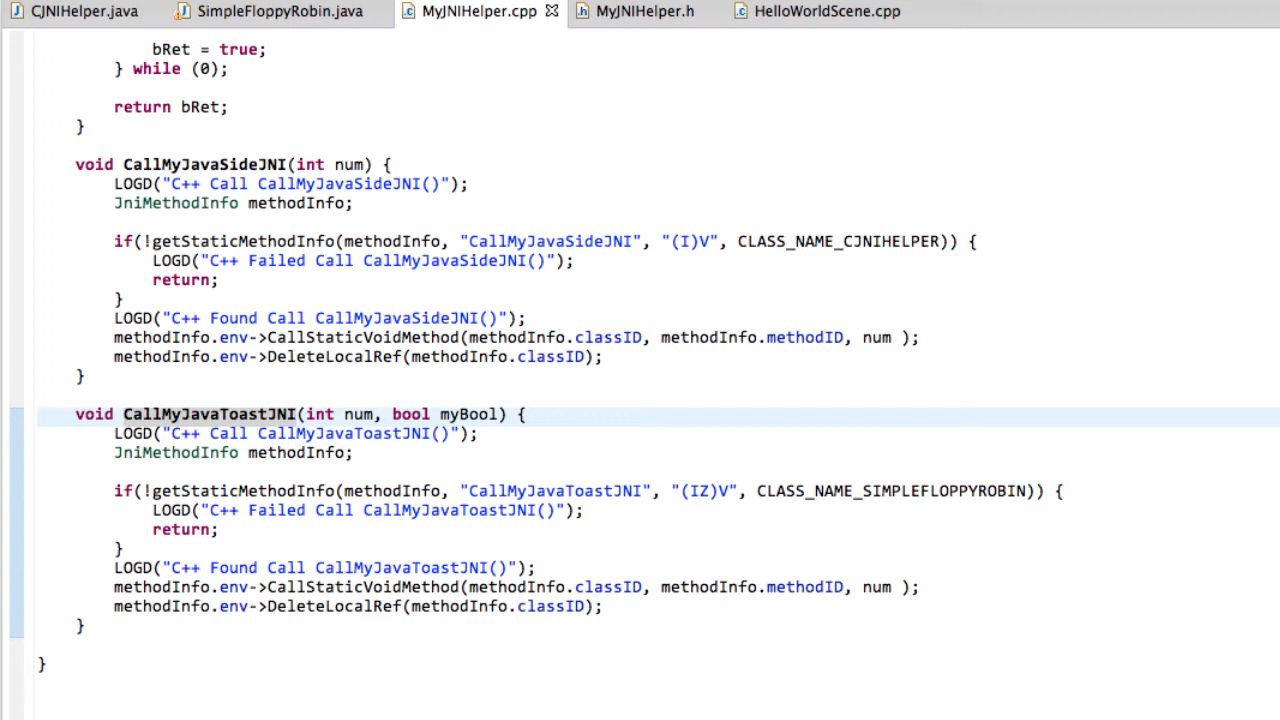 CJNIHelper.java SimpleFloppyRobin.java MyJNIHelper.cpp MyJNIHelper.h HelloWorldScene.cpp
bRet = true;
} while (0);
return bRet;
}
void CallMyJavaSideJNI(int num) {
LOGD("C++ Call CallMyJavaSideJNI()");
JniMethodInfo methodInfo;
if(!getStaticMethodInfo(methodInfo, "CallMyJavaSideJNI", "(I)V", CLASS_NAME_CJNIHELPER)) {
LOGD("C++ Failed Call CallMyJavaSideJNI()");
return;
}
LOGD("C++ Found Call CallMyJavaSideJNI()");
methodInfo.env->CallStaticVoidMethod(methodInfo.classID, methodInfo.methodID, num );
methodInfo.env->DeleteLocalRef(methodInfo.classID);
}
void CallMyJavaToastJNI(int num, bool myBool) {
LOGD("C++ Call CallMyJavaToastJNI()");
JniMethodInfo methodInfo;
if(!getStaticMethodInfo(methodInfo, "CallMyJavaToastJNI", "(IZ)V", CLASS_NAME_SIMPLEFLOPPYROBIN)) {
LOGD("C++ Failed Call CallMyJavaToastJNI()");
return;
}
LOGD("C++ Found Call CallMyJavaToastJNI()");
methodInfo.env->CallStaticVoidMethod(methodInfo.classID, methodInfo.methodID, num );
methodInfo.env->DeleteLocalRef(methodInfo.classID);
}
}